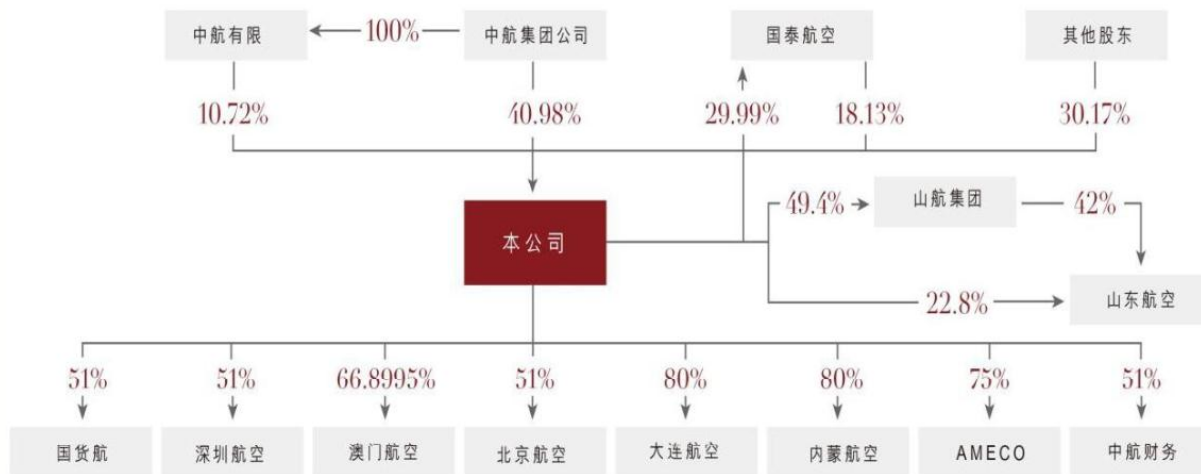 中航有限
100%
中航集团公司
国泰航空
其他股东
10.72%
40.98%
29.99%
18.13%
30.17%
49.4%
山航集团
42%
本公司
22.8%
山东航空
51%
51%
66.8995%
51%
80%
80%
75%
51%
国货航
深圳航空
澳门航空
北京航空
大连航空
内蒙航空
AMECO
中航财务